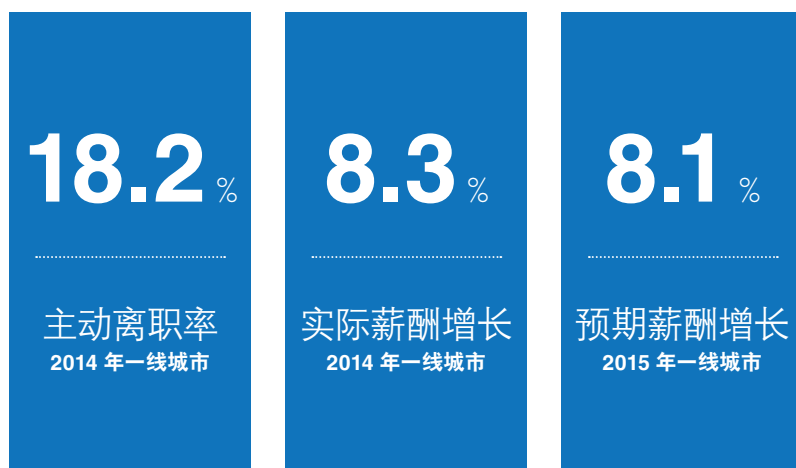 18.2 %
主动离职率
2014 年一线城市
8.3 %
实际薪酬增长
2014 年一线城市
8.1 %
预期薪酬增长
2015 年一线城市